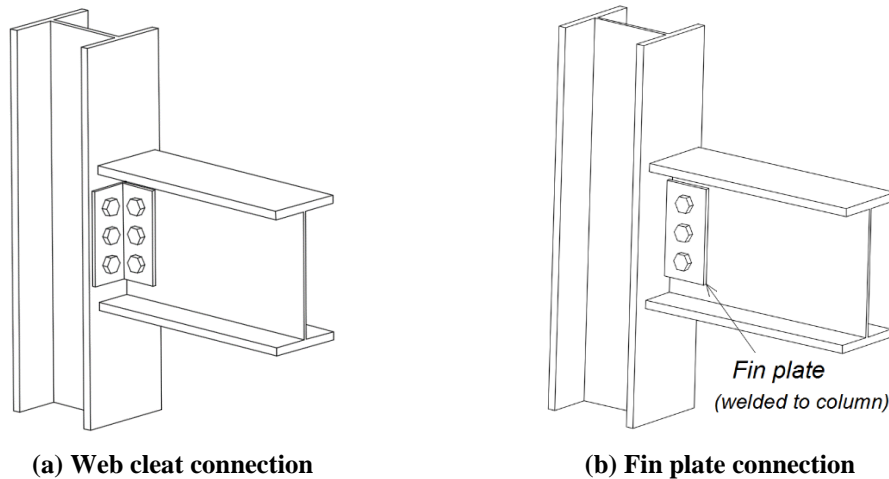 Fin plate
(welded to column)
(a) Web cleat connection
(b) Fin plate connection